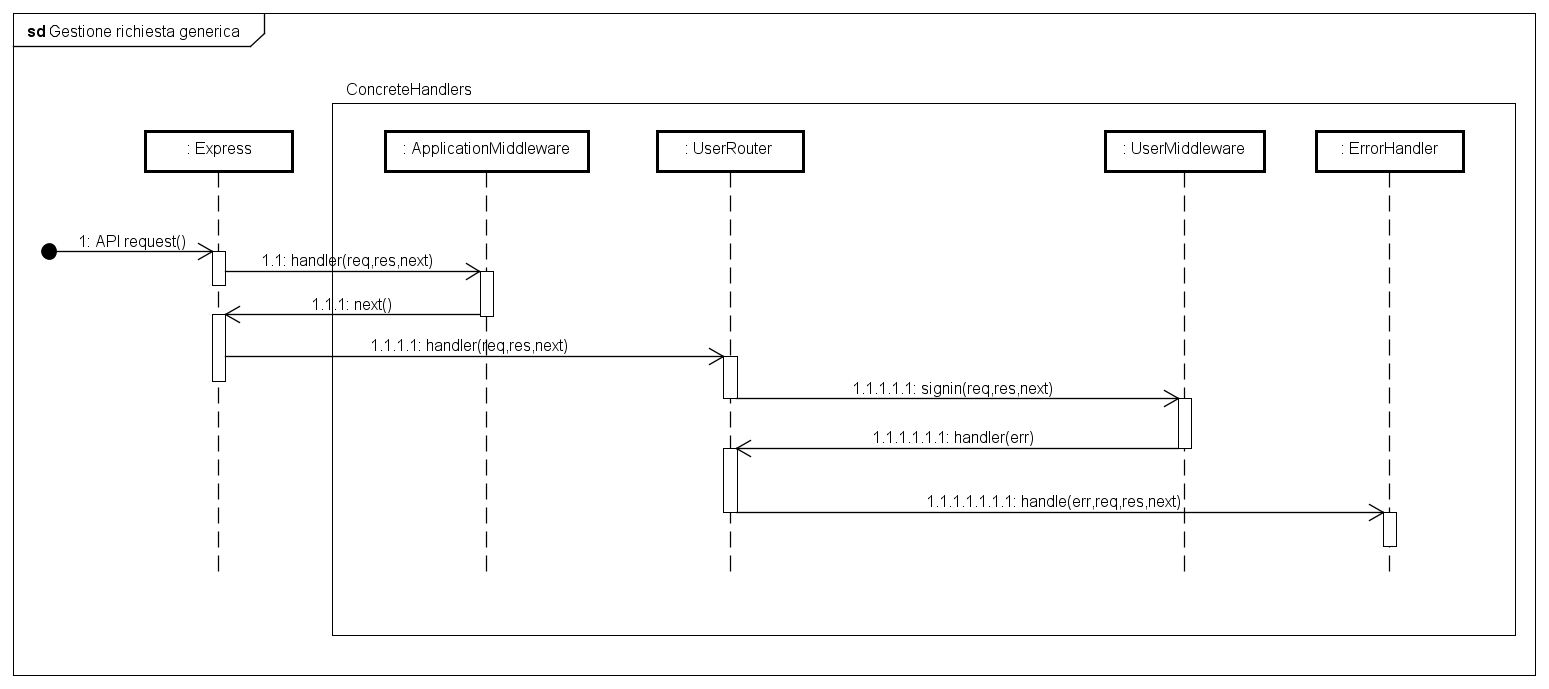 sd Gestione richiesta generica
ConcreteHandlers
: Express
: ApplicationMiddleware
: UserRouter
: UserMiddleware
: ErrorHandler
1: API request()
1.1: handler(req,res,next)
1.1.1: next()
1.1.1.1: handler(req,res,next)
1.1.1.1.1: signin(req,res,next)
1.1.1.1.1.1: handler(err)
1.1.1.1.1.1.1: handle(err,req,res,next)